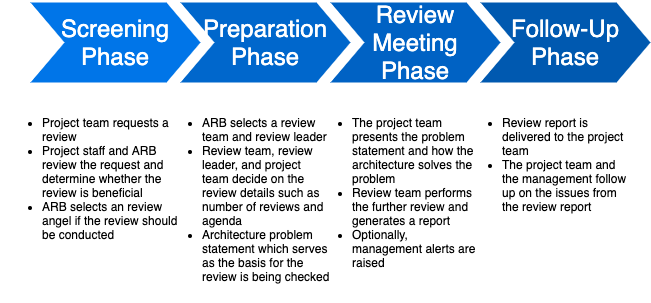 Screening
Phase
Preparation
Phase
Review
Meeting
Phase
Follow-Up
Phase
• Project team requests a
review
• Project staff and ARB
review the request and
determine whether the
review is beneficial
• ARB selects an review
angel if the review should
be conducted
• ARB selects a review
team and review leader
• Review team, review
leader, and project
team decide on the
review details such as
number of reviews and
agenda
• Architecture problem
statement which serves
as the basis for the
review is being checked
• The project team
presents the problem
statement and how the
architecture solves the
problem
• Review team performs
the further review and
generates a report
• Optionally,
management alerts are
raised
• Review report is
delivered to the project
team
• The project team and
the management follow
up on the issues from
the review report